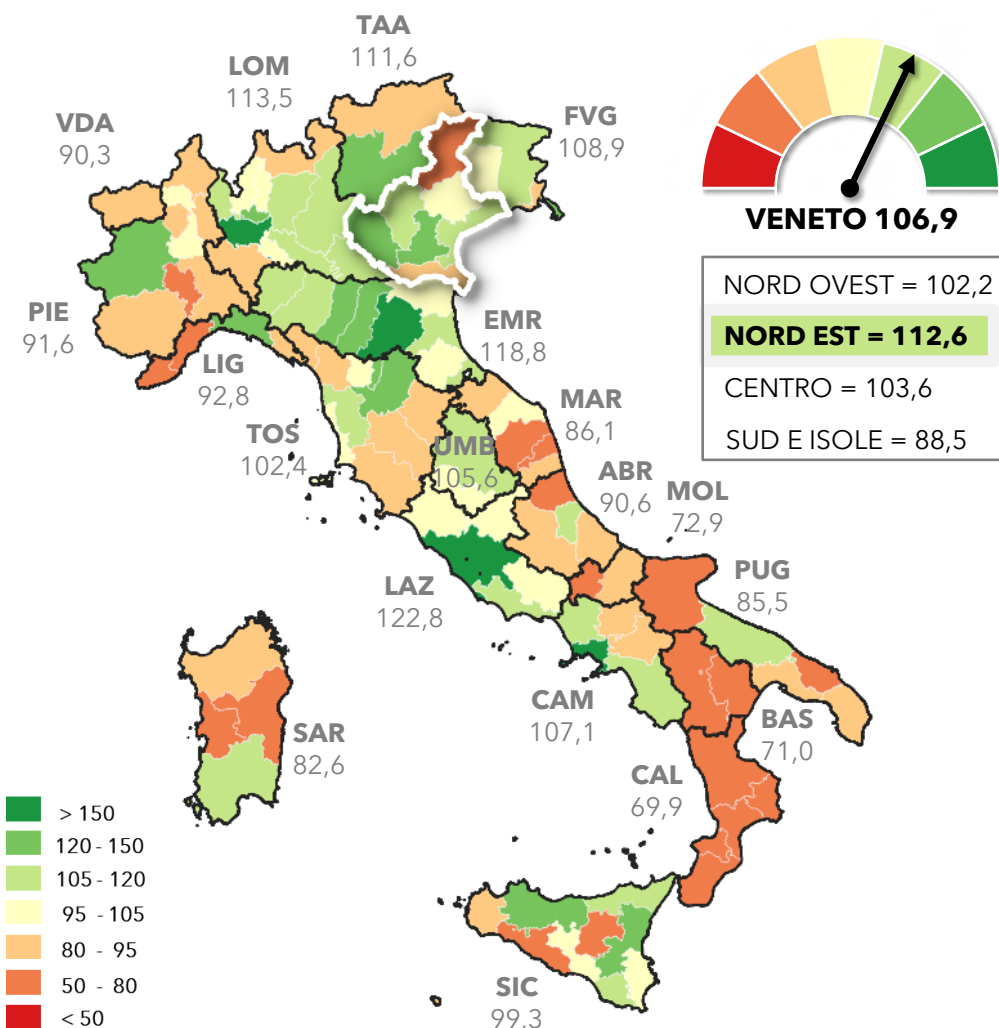 TAA
111,6
LOM
113,5
VDA
90,3
FVG
108,9
VENETO 106,9
NORD OVEST = 102,2
NORD EST = 112,6
CENTRO = 103,6
SUD E ISOLE = 88,5
PIE
91,6
LIG
92,8
EMR
118,8
TOS
102,4
UMB
105,6
MAR
86,1
ABR
90,6
MOL
72,9
LAZ
122,8
PUG
85,5
CAM
107,1
BAS
71,0
SAR
82,6
CAL
69,9
SIC
99,3
> 150
120 - 150
105 - 120
95 - 105
80 - 95
50 - 80
< 50